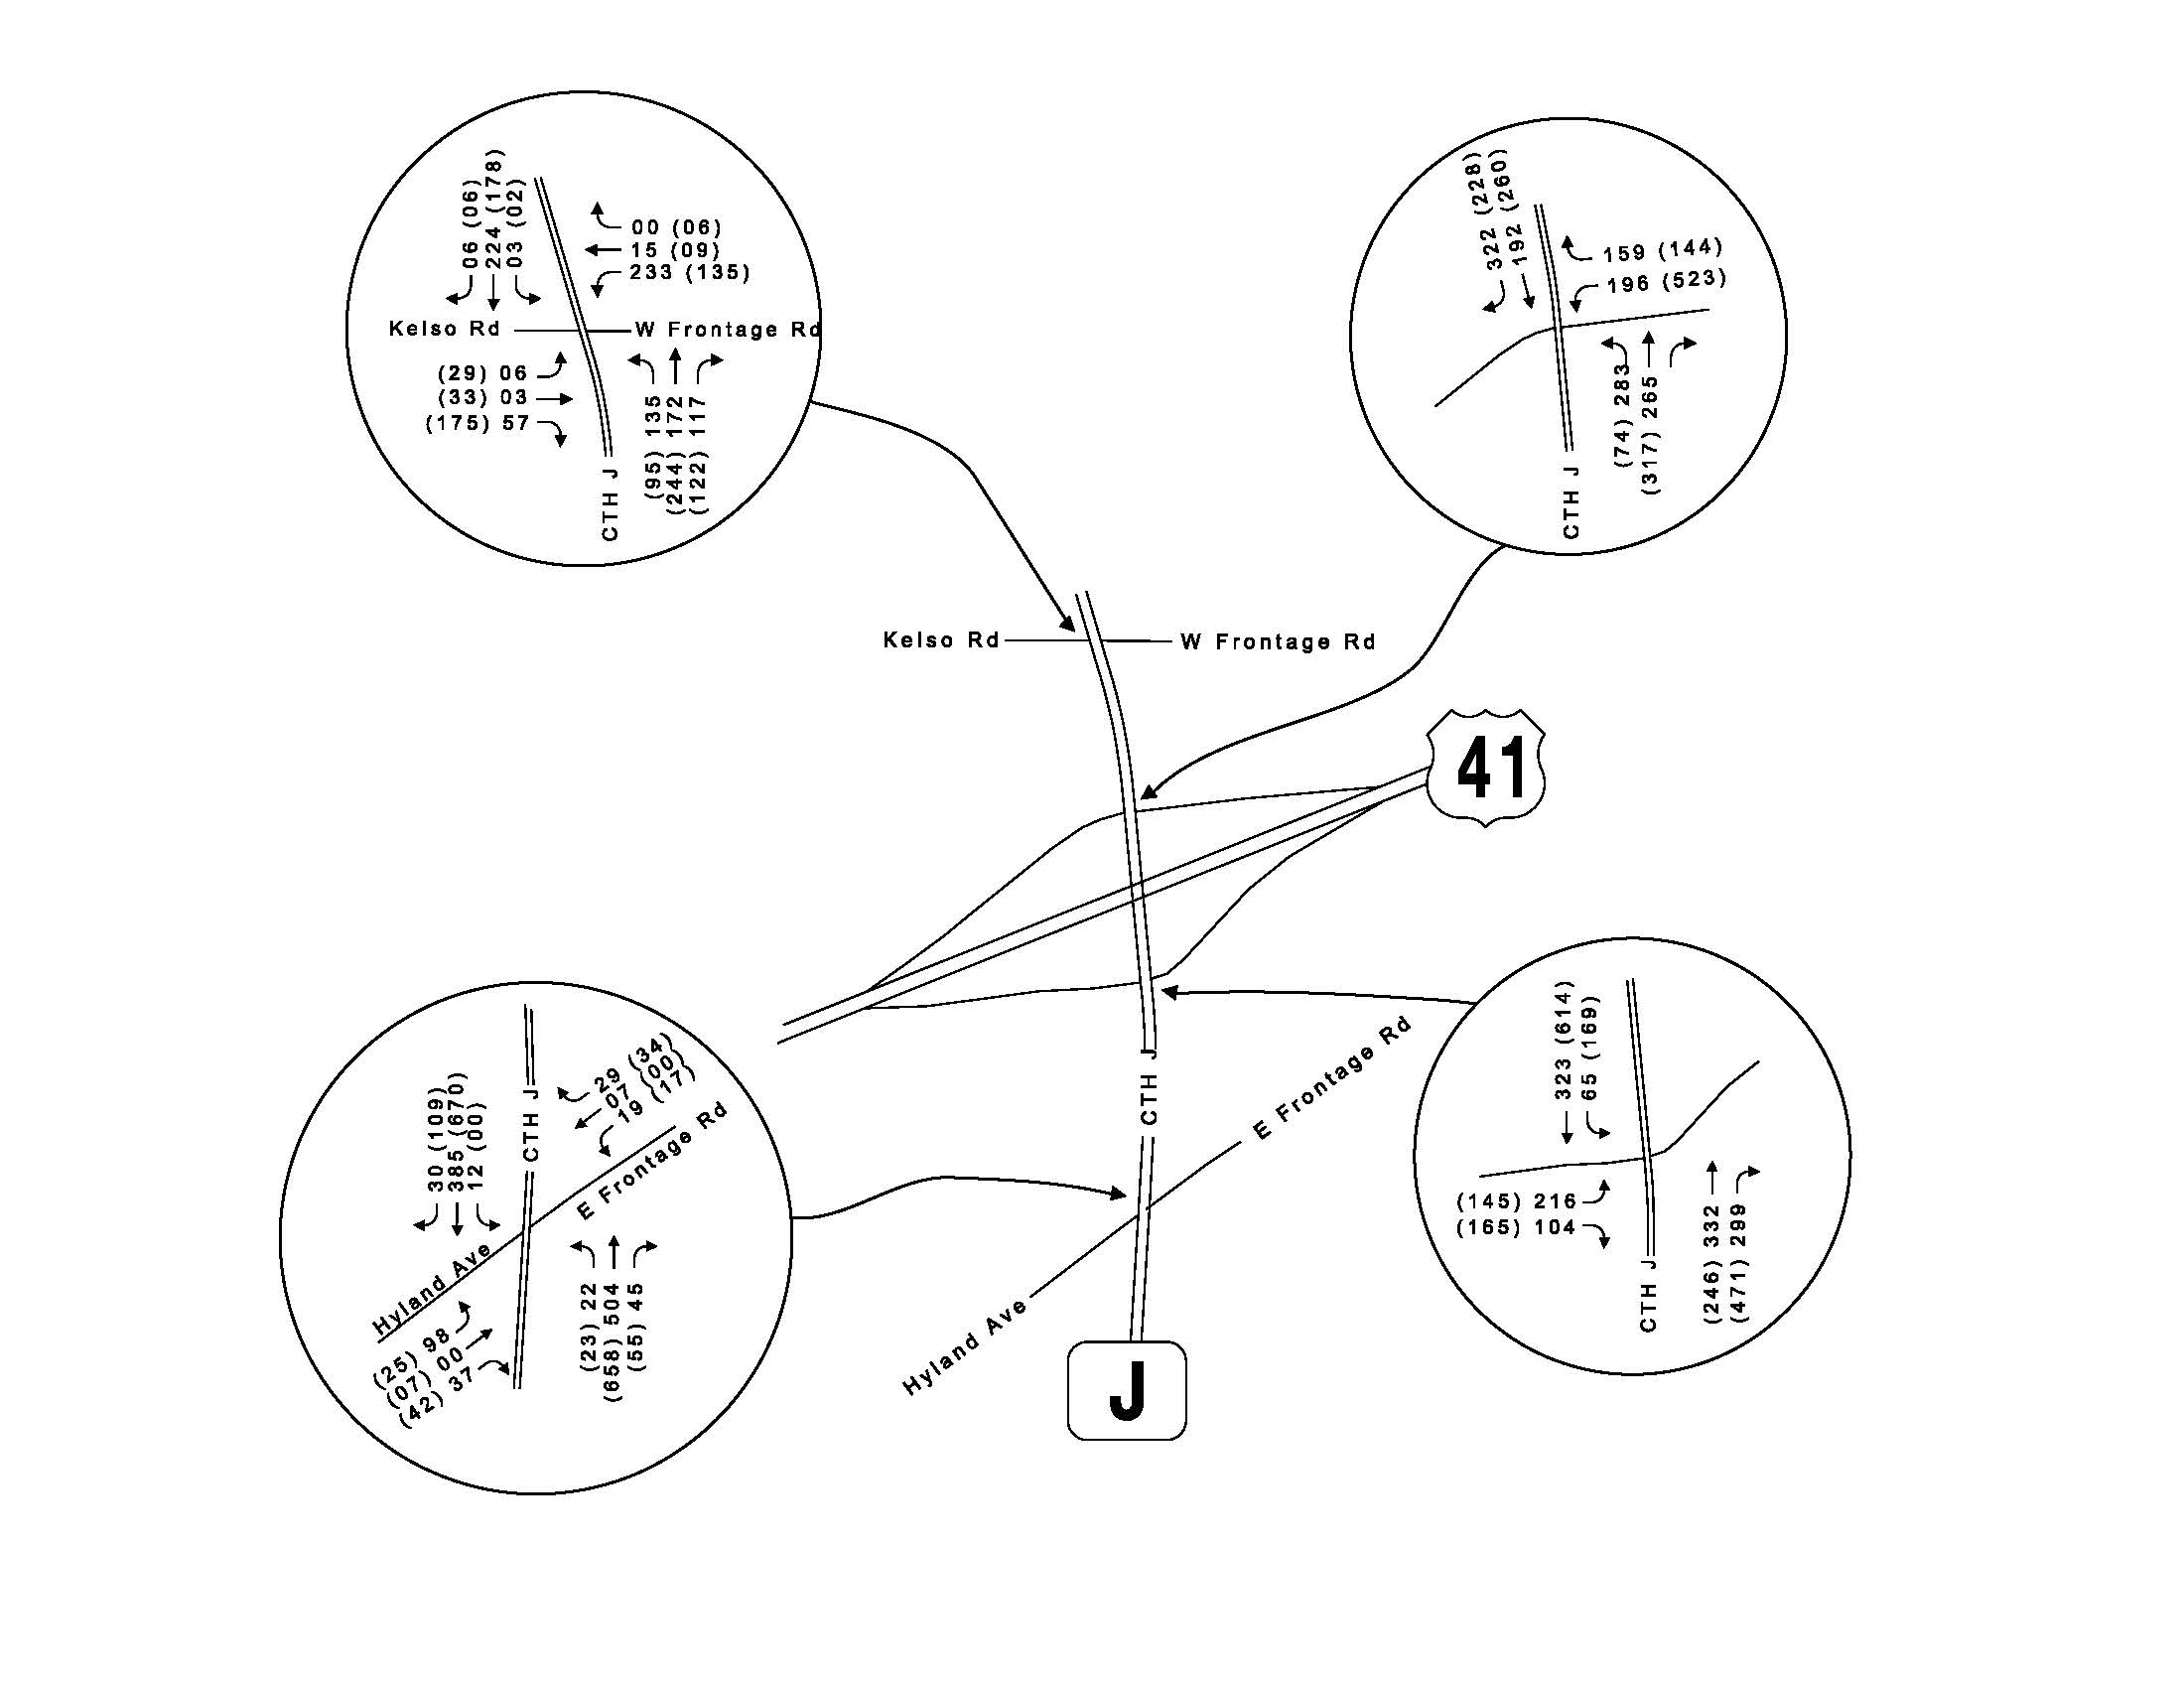 06 (06)
224 (178)
03 (02)
00 (06)
15 (09)
233 (135)
Kelso Rd
W Frontage Rd
(29) 06
(33) 03
(175) 57
(95) 135
(244) 172
(122) 117
CTH J
322 (228)
192 (260)
159 (144)
196 (523)
(74) 283
(317) 265
CTH J
Kelso Rd
W Frontage Rd
41
CTH J
E Frontage Rd
Hyland Ave
J
30 (109)
385 (670)
12 (00)
CTH J
29 (34)
07 (00)
19 (17)
E Frontage Rd
Hyland Ave
(25) 98
(07) 00
(42) 37
(23) 22
(658) 504
(55) 45
323 (614)
65 (169)
(145) 216
(165) 104
(246) 332
(471) 299
CTH J